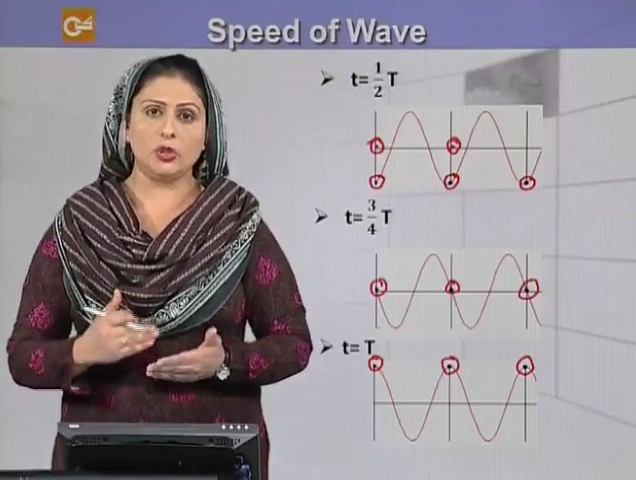 Speed of Wave
➢ t= 1/2 T
➢ t= 3/4 T
➢ t= T